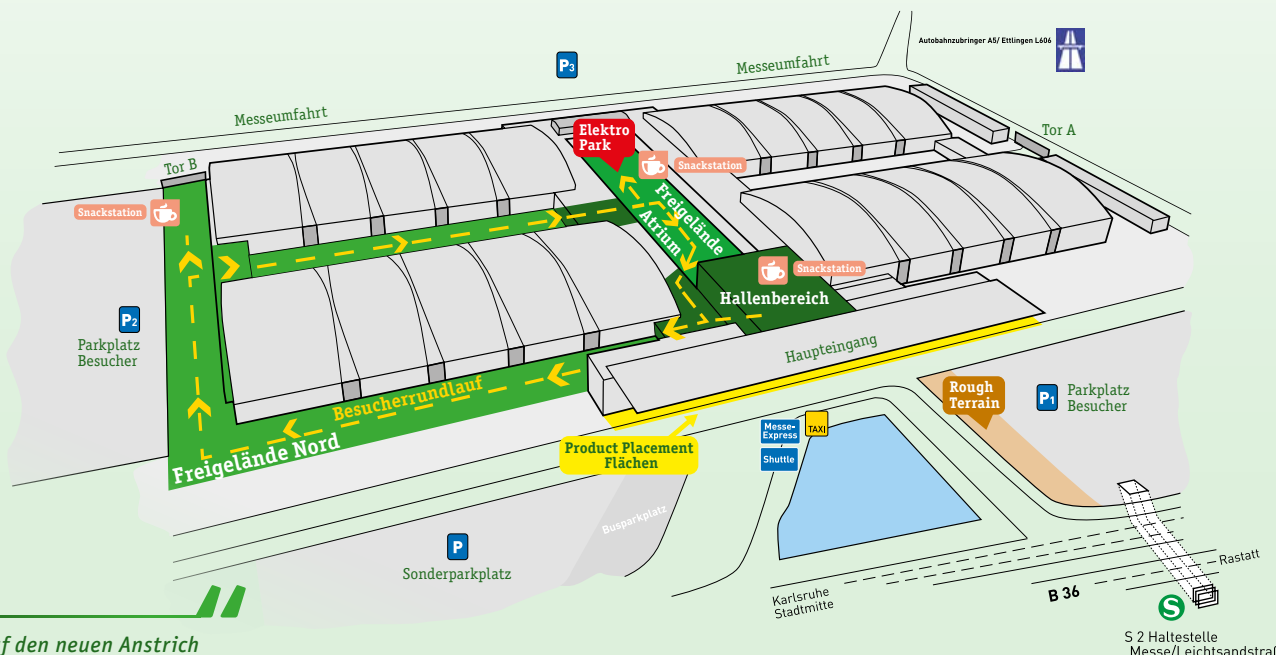 Autobahnzubringer A5/ Ettlingen L606
P3
Messeumfahrt
Messeumfahrt
Elektro
Park
Tor A
Tor B
Snackstation
Snackstation
Freigelände
Atrium
Snackstation
Hallenbereich
P2
Parkplatz
Besucher
Haupteingang
Besucherrundlauf
Freigelände Nord
Rough
Terrain
P1
Parkplatz
Besucher
Product Placement
Flächen
Messe-
Express
TAXI
Shuttle
Busparkplatz
P
Sonderparkplatz
Karlsruhe
Stadtmitte
B 36
Rastatt
S
S 2 Haltestelle
Messe/Leichtsandstraß
f den neuen Anstrich